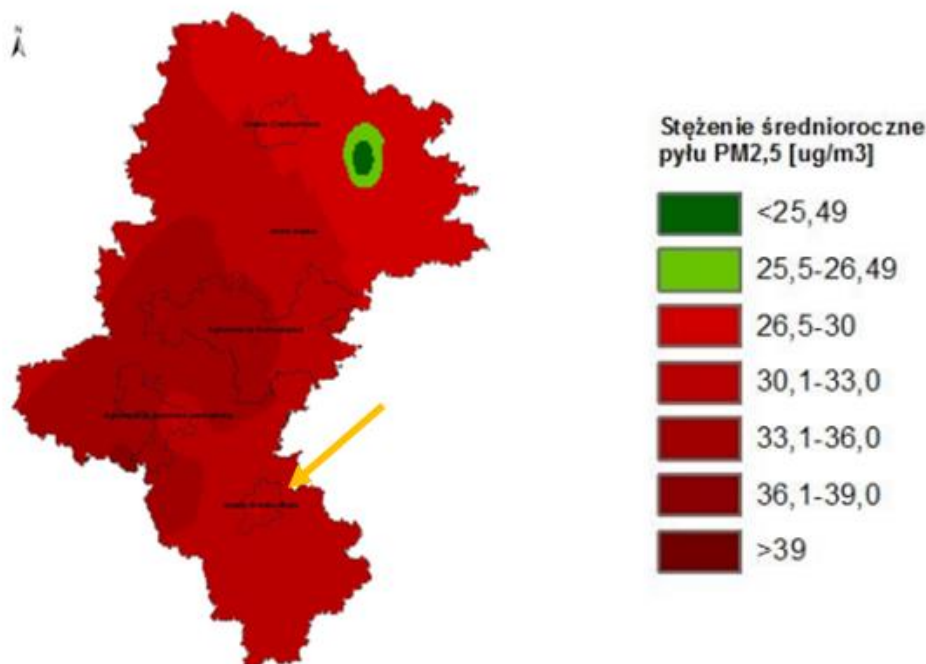 N
Stężenie średnioroczne
pyłu PM2,5 [ug/m3]
<25,49
25,5-26,49
26,5-30
30,1-33,0
33,1-36,0
36,1-39,0
>39